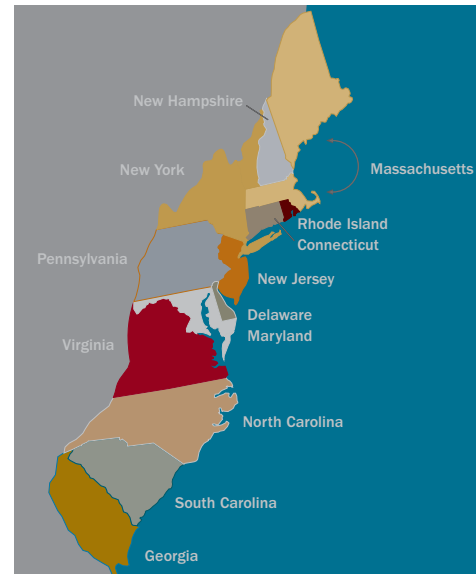 New Hampshire
New York
Massachusetts
Rhode Island
Connecticut
Pennsylvania
New Jersey
Delaware
Maryland
Virginia
North Carolina
South Carolina
Georgia